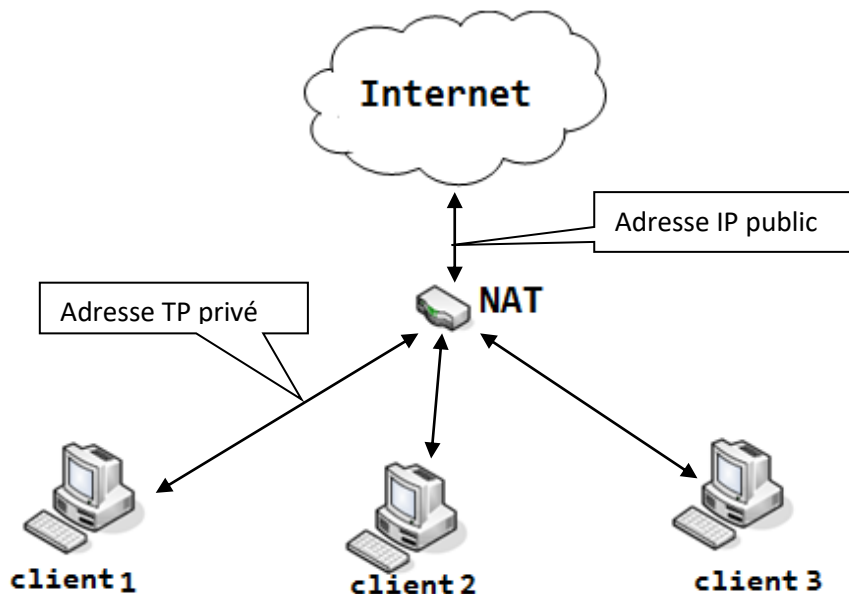 Internet
Adresse IP public
NAT
Adresse TP privé
client 1
client 2
client 3